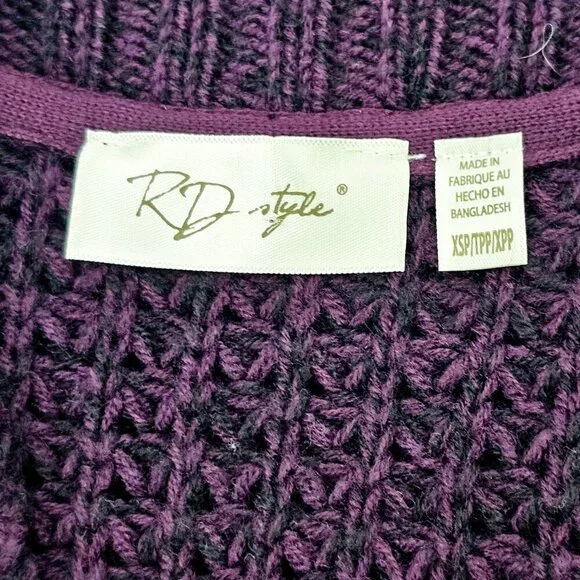 RD style®
MADE IN
FABRIQUE AU
HECHO EN
BANGLADESH
XSP/TPP/XPP